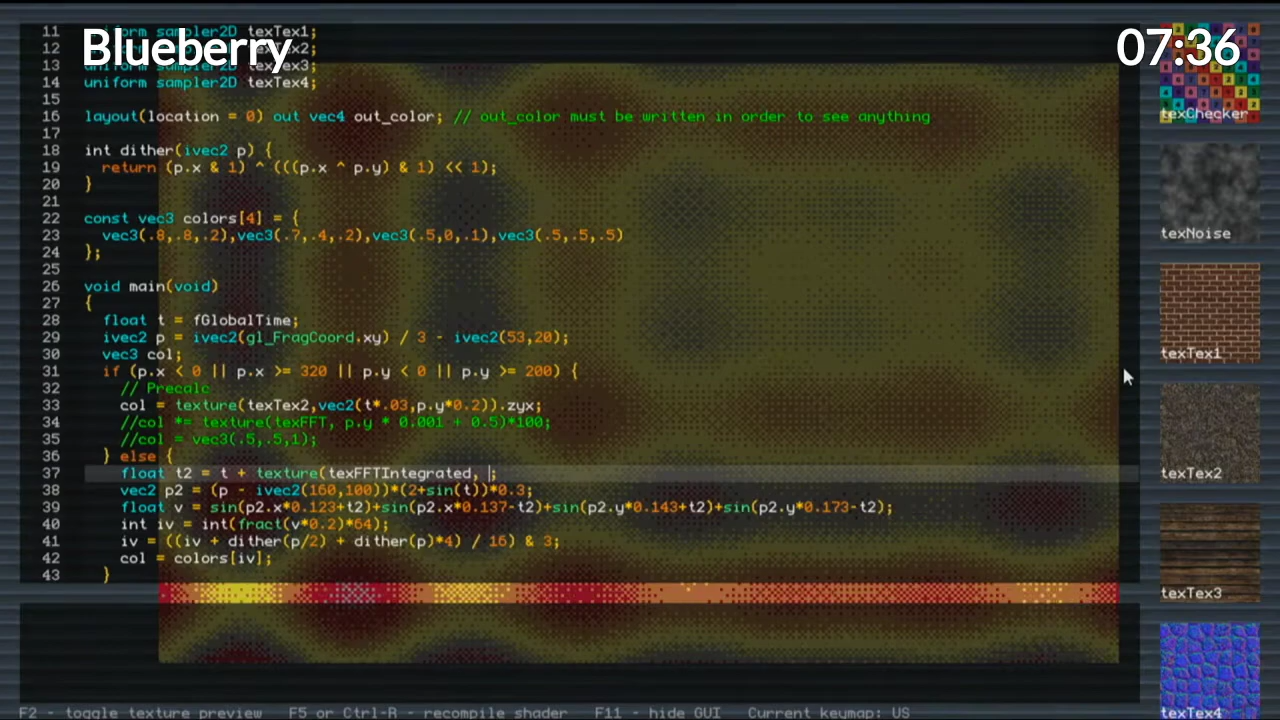 11 uniform sampler2D texTex1;
Blueberry
07:36
12 uniform sampler2D texTex2;
13 uniform sampler2D texTex3;
14 uniform sampler2D texTex4;
15
16 layout(location = 0) out vec4 out_color; // out_color must be written in order to see anything
17
18 int dither(ivec2 p) {
19 return (p.x & 1) ^ (((p.x ^ p.y) & 1) << 1);
20 }
21
22 const vec3 colors[4] = {
23 vec3(.8,.8,.2),vec3(.7,.4,.2),vec3(.5,0,.1),vec3(.5,.5,.5)
24 };
25
26 void main(void)
27 {
28 float t = fGlobalTime;
29 ivec2 p = ivec2(gl_FragCoord.xy) / 3 - ivec2(53,20);
30 vec3 col;
31 if (p.x < 0 || p.x >= 320 || p.y < 0 || p.y >= 200) {
32 // Precalc
33 col = texture(texTex2,vec2(t*.03,p.y*0.2)).zyx;
34 //col *= texture(texFFT, p.y * 0.001 + 0.5)*100;
35 //col = vec3(.5,.5,1);
36 } else {
37 float t2 = t + texture(texFFTIntegrated, ;
38 vec2 p2 = (p - ivec2(160,100))*(2+sin(t))*0.3;
39 float v = sin(p2.x*0.123+t2)+sin(p2.x*0.137-t2)+sin(p2.y*0.143+t2)+sin(p2.y*0.173-t2);
40 int iv = int(fract(v*0.2)*64);
41 iv = ((iv + dither(p/2) + dither(p)*4) / 16) & 3;
42 col = colors[iv];
43 }
texChecker
texNoise
texTex1
texTex2
texTex3
texTex4
F2 - toggle texture preview F5 or Ctrl-R - recompile shader F11 - hide GUI Current keymap: US